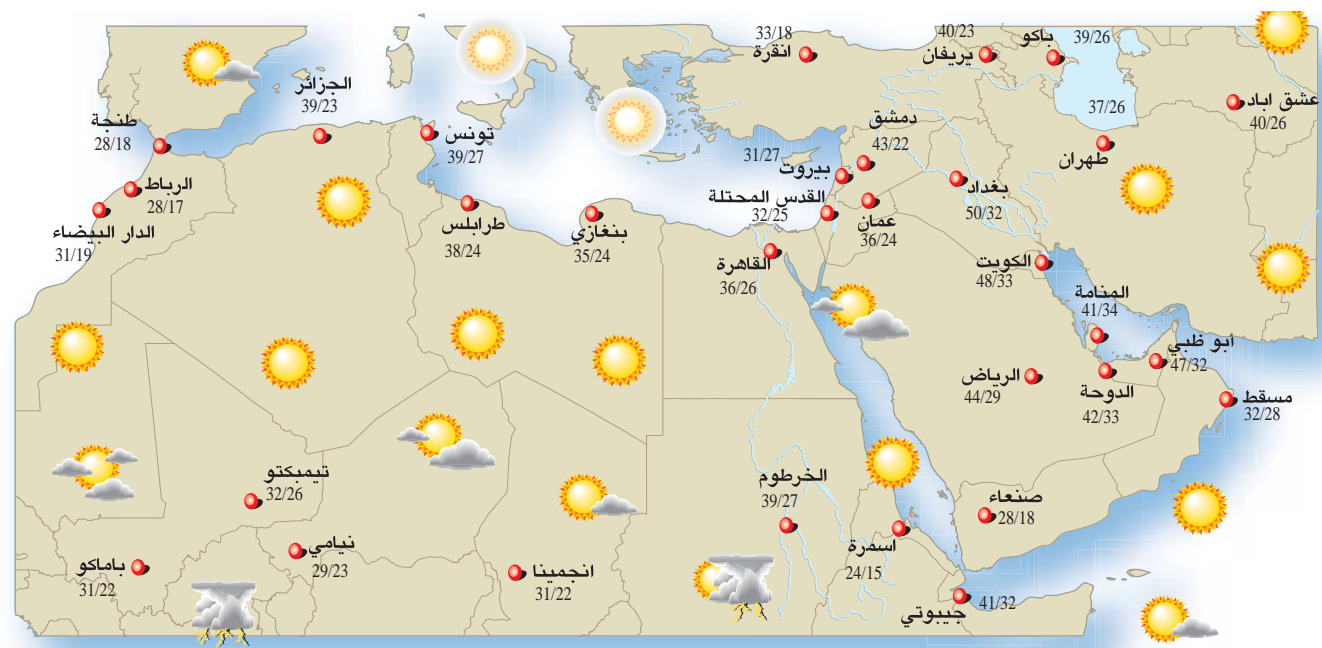 33/18
انقرة
40/23
يريفان
باكو
39/26
37/26
عشق اباد
40/26
طهران
الجزائر
39/23
طنجة
28/18
تونس
39/27
الرباط
28/17
الدار البيضاء
31/19
طرابلس
38/24
بنغازي
35/24
دمشق
43/22
31/27
بيروت
القدس المحتلة
32/25
عمان
36/24
بغداد
50/32
القاهرة
36/26
الكويت
48/33
المنامة
41/34
أبو ظبي
47/32
الرياض
44/29
الدوحة
42/33
مسقط
32/28
تيمبكتو
32/26
الخرطوم
39/27
صنعاء
28/18
اسمرة
24/15
نيامي
29/23
باماكو
31/22
انجمينا
31/22
جيبوتي
41/32